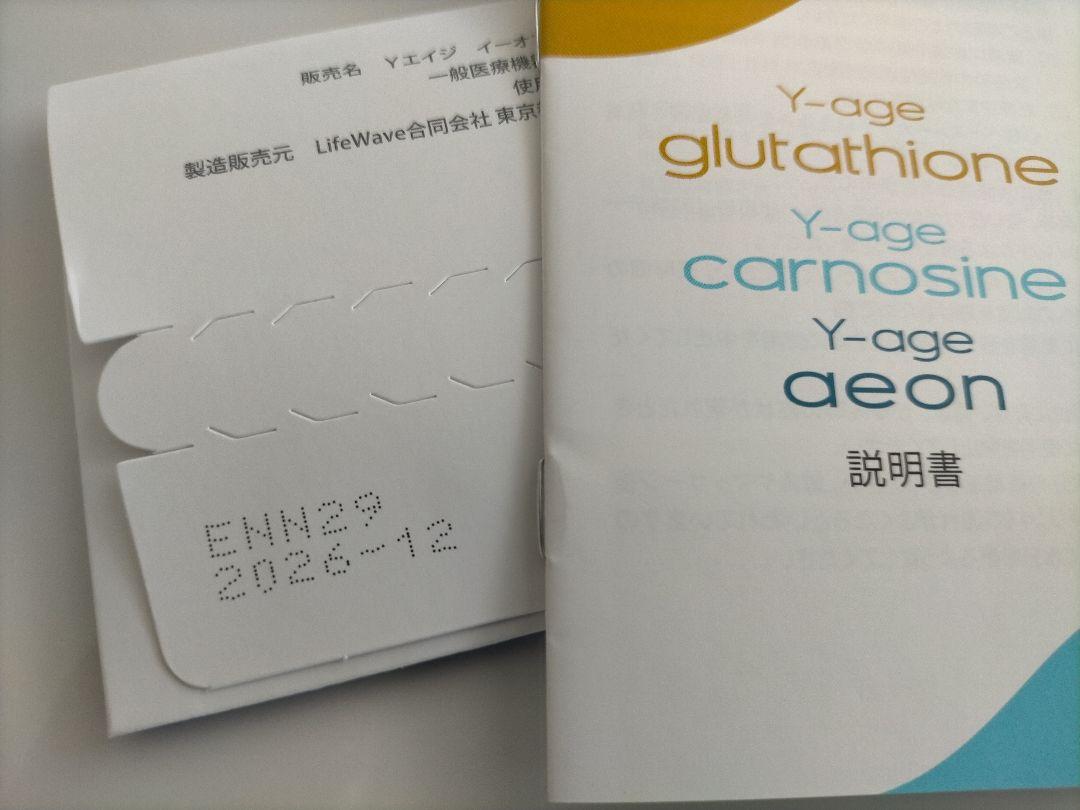 販売名 Yエイジ イーオ
一般医療機
使用
製造販売元 LifeWave合同会社 東京
ENN29
2026-12
Y-age
glutathione
Y-age
carnosine
Y-age
aeon
説明書